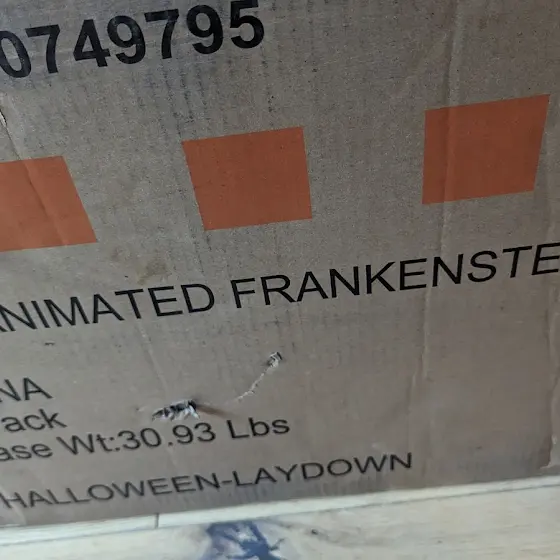 0749795
ANIMATED FRANKENSTE
NA
ack
ase Wt:30.93 Lbs
HALLOWEEN-LAYDOWN